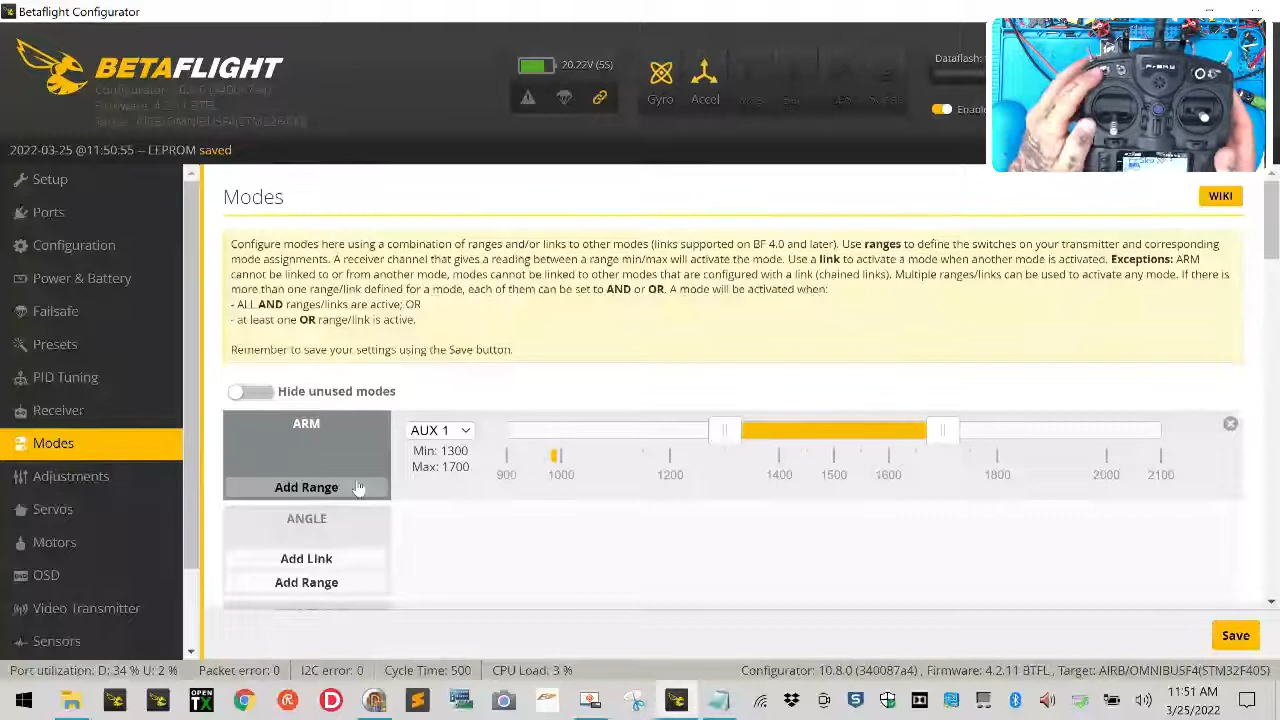 Betaflight Configurator
BETAFLIGHT
20.22V (5S)
Gyro
Accel
Dataflash:
Enable
2022-03-25 @11:50:55 -- EEPROM saved
Setup
Ports
Configuration
Power & Battery
Failsafe
Presets
PID Tuning
Receiver
Modes
Adjustments
Servos
Motors
OSD
Video Transmitter
Sensors
Modes
WIKI
Configure modes here using a combination of ranges and/or links to other modes (links supported on BF 4.0 and later). Use ranges to define the switches on your transmitter and corresponding
mode assignments. A receiver channel that gives a reading between a range min/max will activate the mode. Use a link to activate a mode when another mode is activated. Exceptions: ARM
cannot be linked to or from another mode, modes cannot be linked to other modes that are configured with a link (chained links). Multiple ranges/links can be used to activate any mode. If there is
more than one range/link defined for a mode, each of them can be set to AND or OR. A mode will be activated when:
- ALL AND ranges/links are active; OR
- at least one OR range/link is active.
Remember to save your settings using the Save button.
Hide unused modes
ARM
Add Range
AUX 1
Min: 1300
Max: 1700
900 1000 1200 1400 1500 1600 1800 2000 2100
ANGLE
Add Link
Add Range
Save
Port utilization: D: 34 % U: 2 % Packet error: 0 I2C error: 0 Cycle Time: 500 CPU Load: 3 % Configurator: 10.8.0 (340087a4), Firmware: 4.2.11 BTFL, Target: AIRB/OMNIBUSF4(STM32F405)
OPEN
TX
11:51 AM
3/25/2022